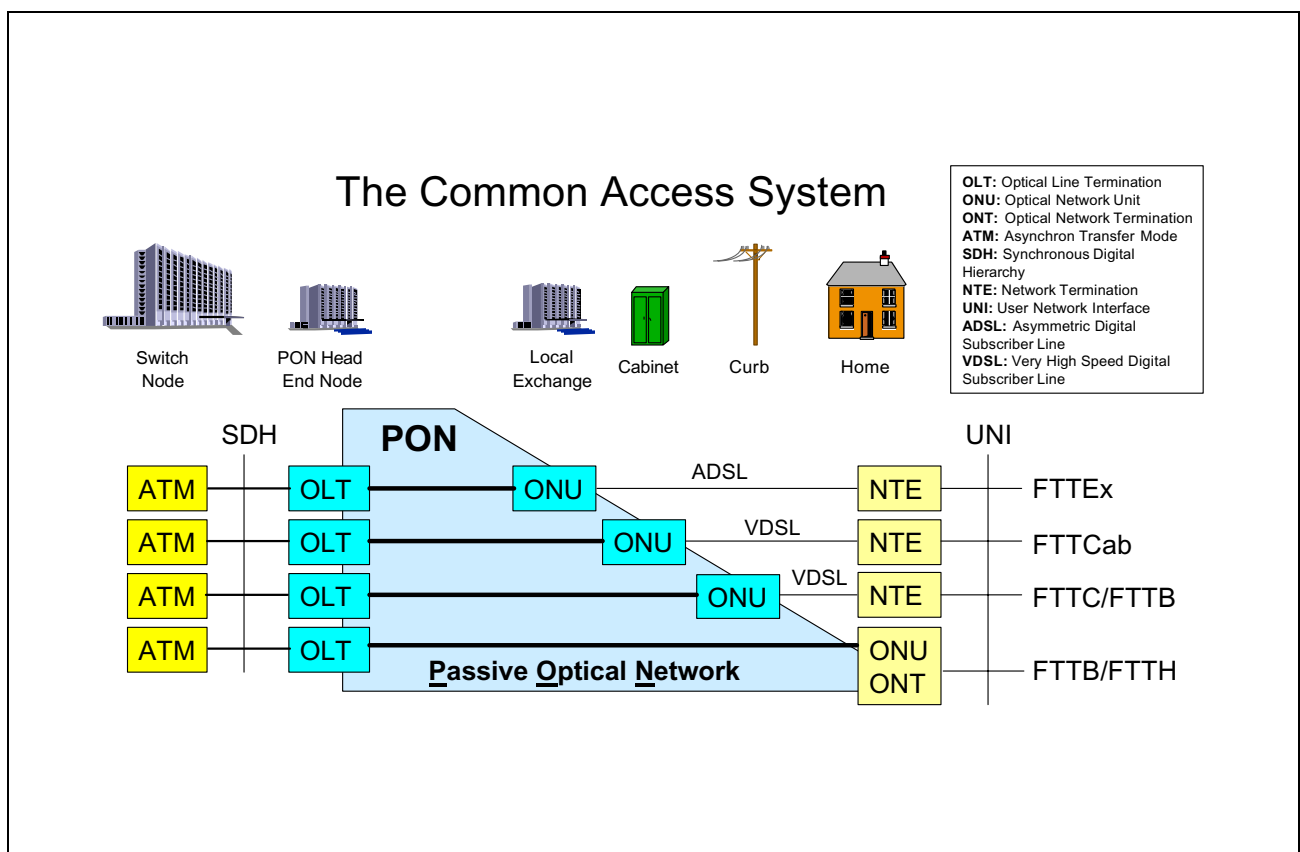 The Common Access System
OLT: Optical Line Termination
ONU: Optical Network Unit
ONT: Optical Network Termination
ATM: Asynchron Transfer Mode
SDH: Synchronous Digital
Hierarchy
NTE: Network Termination
UNI: User Network Interface
ADSL: Asymmetric Digital
Subscriber Line
VDSL: Very High Speed Digital
Subscriber Line
Switch
Node
PON Head
End Node
Local
Exchange
Cabinet
Curb
Home
SDH
PON
UNI
ATM
OLT
ONU
ADSL
NTE
FTTEx
ATM
OLT
ONU
VDSL
NTE
FTTCab
ATM
OLT
ONU
VDSL
NTE
FTTC/FTTB
ATM
OLT
ONU
ONT
FTTB/FTTH
Passive Optical Network